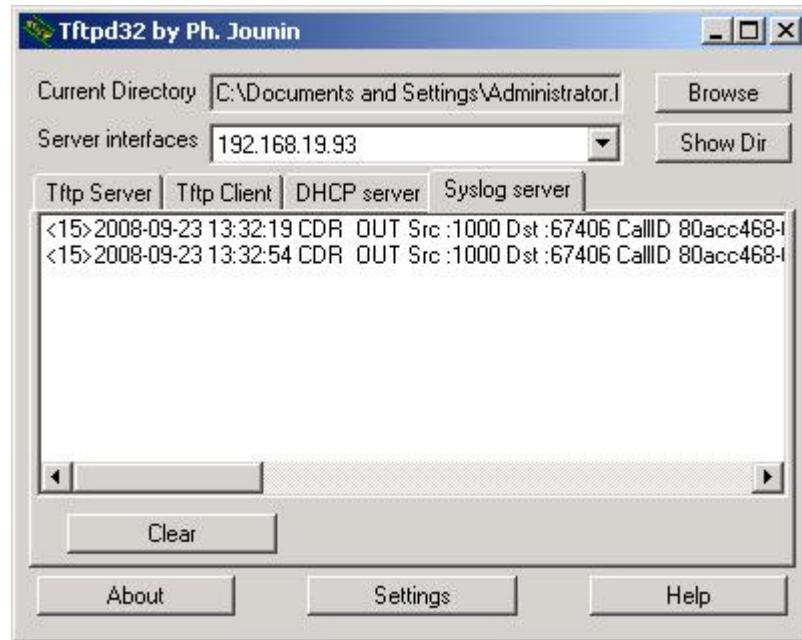 Tftpd32 by Ph. Jounin
Current Directory C:\Documents and Settings\Administrator. Browse
Server interfaces 192.168.19.93 Show Dir
Tftp Server Tftp Client DHCP server Syslog server
<15>2008-09-23 13:32:19 CDR OUT Src :1000 Dst :67406 CallID 80acc468-
<15>2008-09-23 13:32:54 CDR OUT Src :1000 Dst :67406 CallID 80acc468-
Clear
About Settings Help